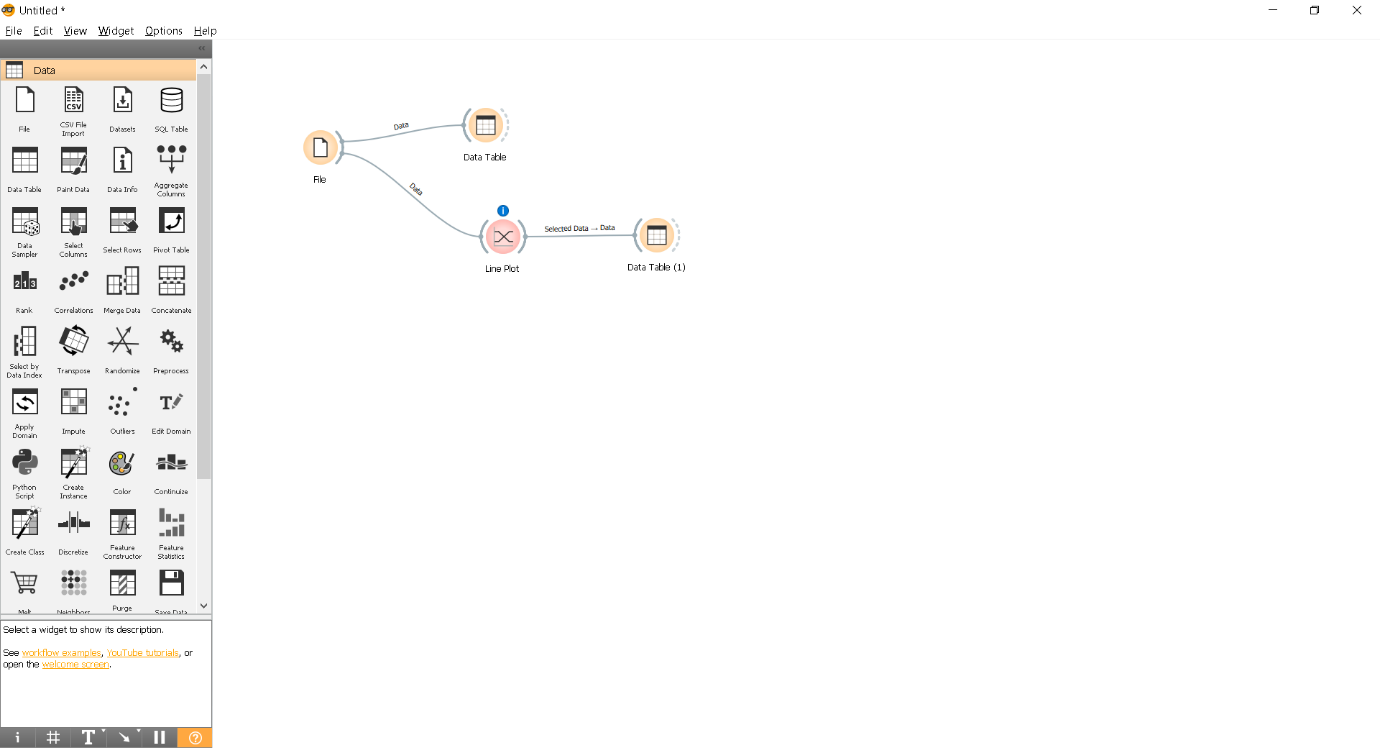 Untitled *
File Edit View Widget Options Help
Data
File
CSV File
Import
Datasets
SQL Table
Data Table
Paint Data
Data Info
Aggregate
Columns
Data
Sampler
Select
Columns
Select Rows
Pivot Table
Rank
Correlations
Merge Data
Concatenate
Select by
Data Index
Transpose
Randomize
Preprocess
Apply
Domain
Impute
Outliers
Edit Domain
Python
Script
Create
Instance
Color
Continuize
Create Class
Discretize
Feature
Constructor
Feature
Statistics
Melt
Neighbors
Purge
Save Data
Select a widget to show its description.
See workflow examples, YouTube tutorials, or
open the welcome screen.
File
Data
Data Table
Data
Line Plot
Selected Data → Data
Data Table (1)